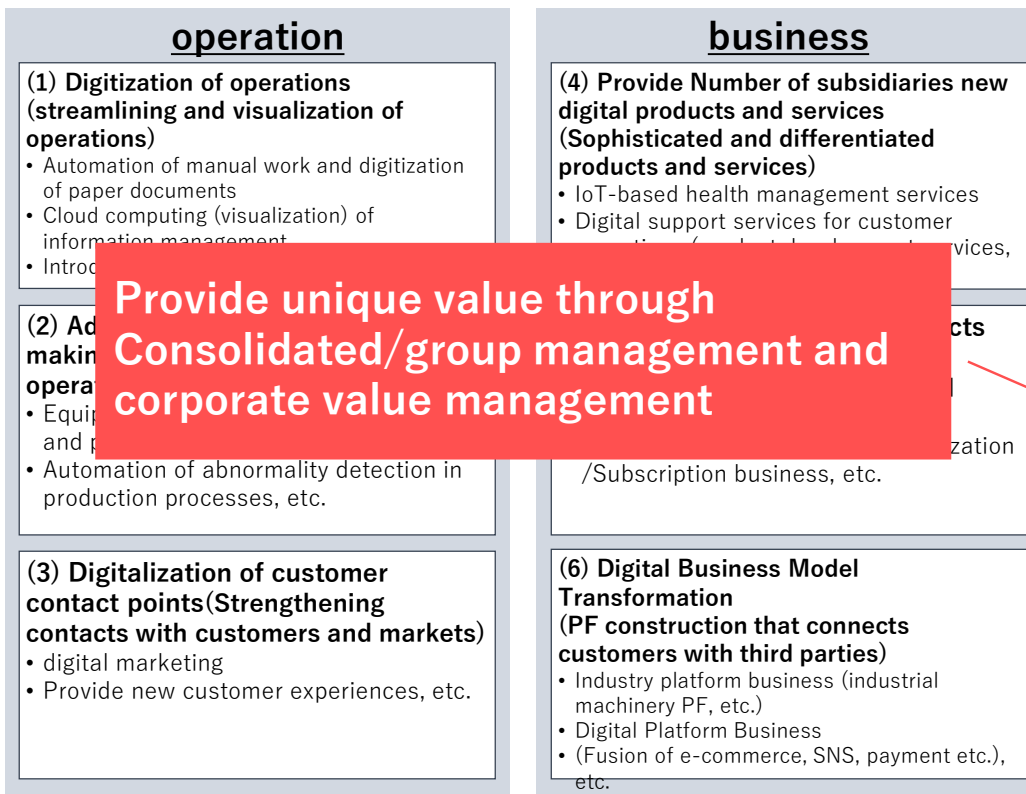 operation
(1) Digitization of operations
(streamlining and visualization of
operations)
• Automation of manual work and digitization
of paper documents
• Cloud computing (visualization) of
information management
• Introd
(2) Ad
makin
opera
• Equip
and p
• Automation of abnormality detection in
production processes, etc.
(3) Digitalization of customer
contact points(Strengthening
contacts with customers and markets)
• digital marketing
• Provide new customer experiences, etc.
Provide unique value through
Consolidated/group management and
corporate value management
business
(4) Provide Number of subsidiaries new
digital products and services
(Sophisticated and differentiated
products and services)
• IoT-based health management services
• Digital support services for customer
vices,
cts
zation
/Subscription business, etc.
(6) Digital Business Model
Transformation
(PF construction that connects
customers with third parties)
• Industry platform business (industrial
machinery PF, etc.)
• Digital Platform Business
• (Fusion of e-commerce, SNS, payment etc.),
etc.